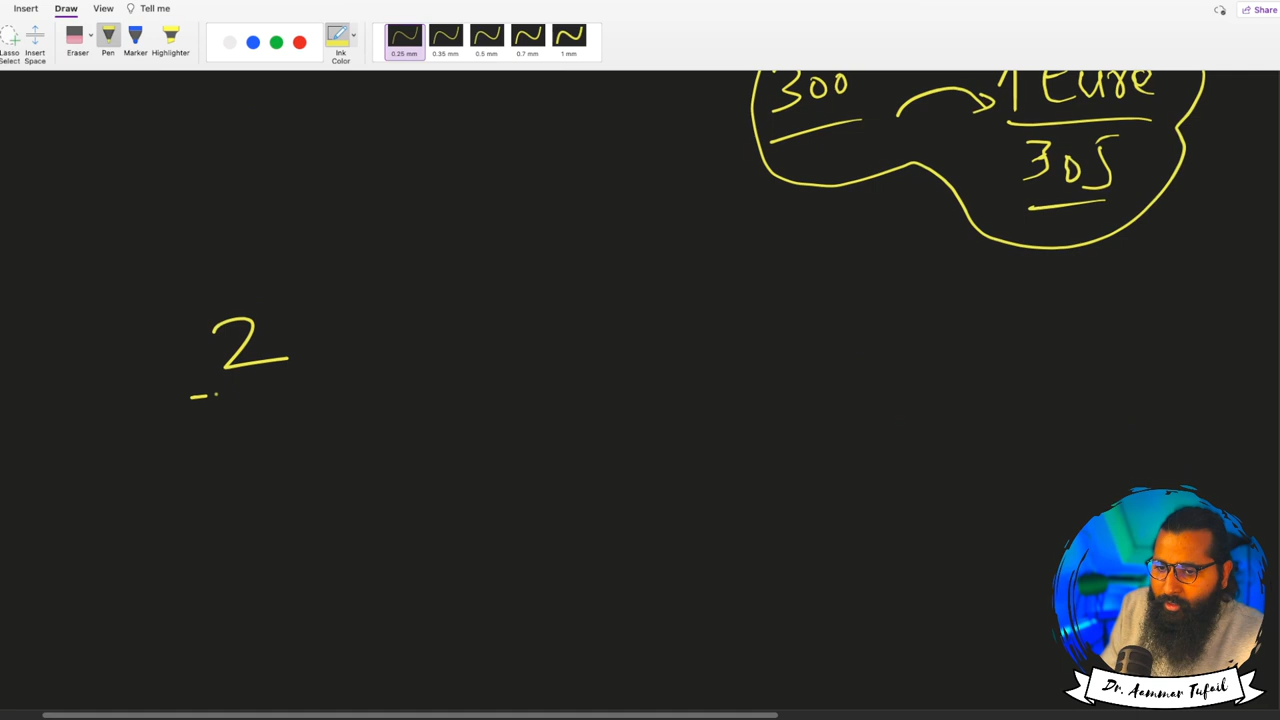 Insert Draw View Tell me Share
Lasso Select Insert Space Eraser Pen Marker Highlighter Ink Color 0.25 mm 0.35 mm 0.5 mm 0.7 mm 1 mm
300 1 Euro
305
2
-
Dr. Aammar Tufail